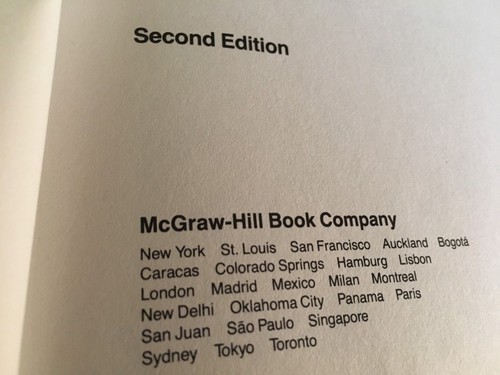 Second Edition
McGraw-Hill Book Company
New York St. Louis San Francisco Auckland Bogotá
Caracas Colorado Springs Hamburg Lisbon
London Madrid Mexico Milan Montreal
New Delhi Oklahoma City Panama Paris
San Juan São Paulo Singapore
Sydney Tokyo Toronto